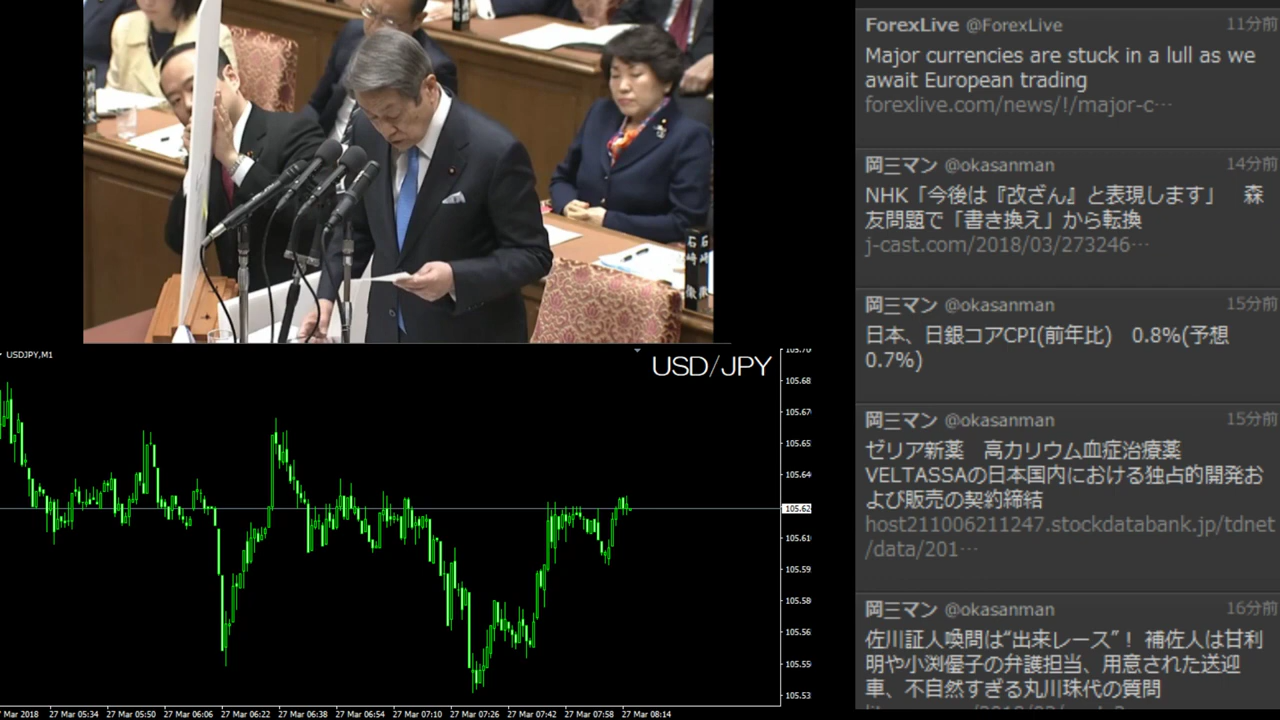 石崎 徹
石崎 徹
USDJPY,M1
USD/JPY
105.70
105.68
105.67
105.65
105.64
105.62
105.61
105.59
105.58
105.56
105.55
105.53
Mar 2018
27 Mar 05:34
27 Mar 05:50
27 Mar 06:06
27 Mar 06:22
27 Mar 06:38
27 Mar 06:54
27 Mar 07:10
27 Mar 07:26
27 Mar 07:42
27 Mar 07:58
27 Mar 08:14
ForexLive @ForexLive 11分前
Major currencies are stuck in a lull as we
await European trading
forexlive.com/news/!/major-c…
岡三マン @okasanman 14分前
NHK「今後は『改ざん』と表現します」　森
友問題で「書き換え」から転換
j-cast.com/2018/03/273246…
岡三マン @okasanman 15分前
日本、日銀コアCPI(前年比)　0.8%(予想
0.7%)
岡三マン @okasanman 15分前
ゼリア新薬　高カリウム血症治療薬
VELTASSAの日本国内における独占的開発お
よび販売の契約締結
host211006211247.stockdatabank.jp/tdnet
/data/201…
岡三マン @okasanman 16分前
佐川証人喚問は“出来レース”！ 補佐人は甘利
明や小渕優子の弁護担当、用意された送迎
車、不自然すぎる丸川珠代の質問